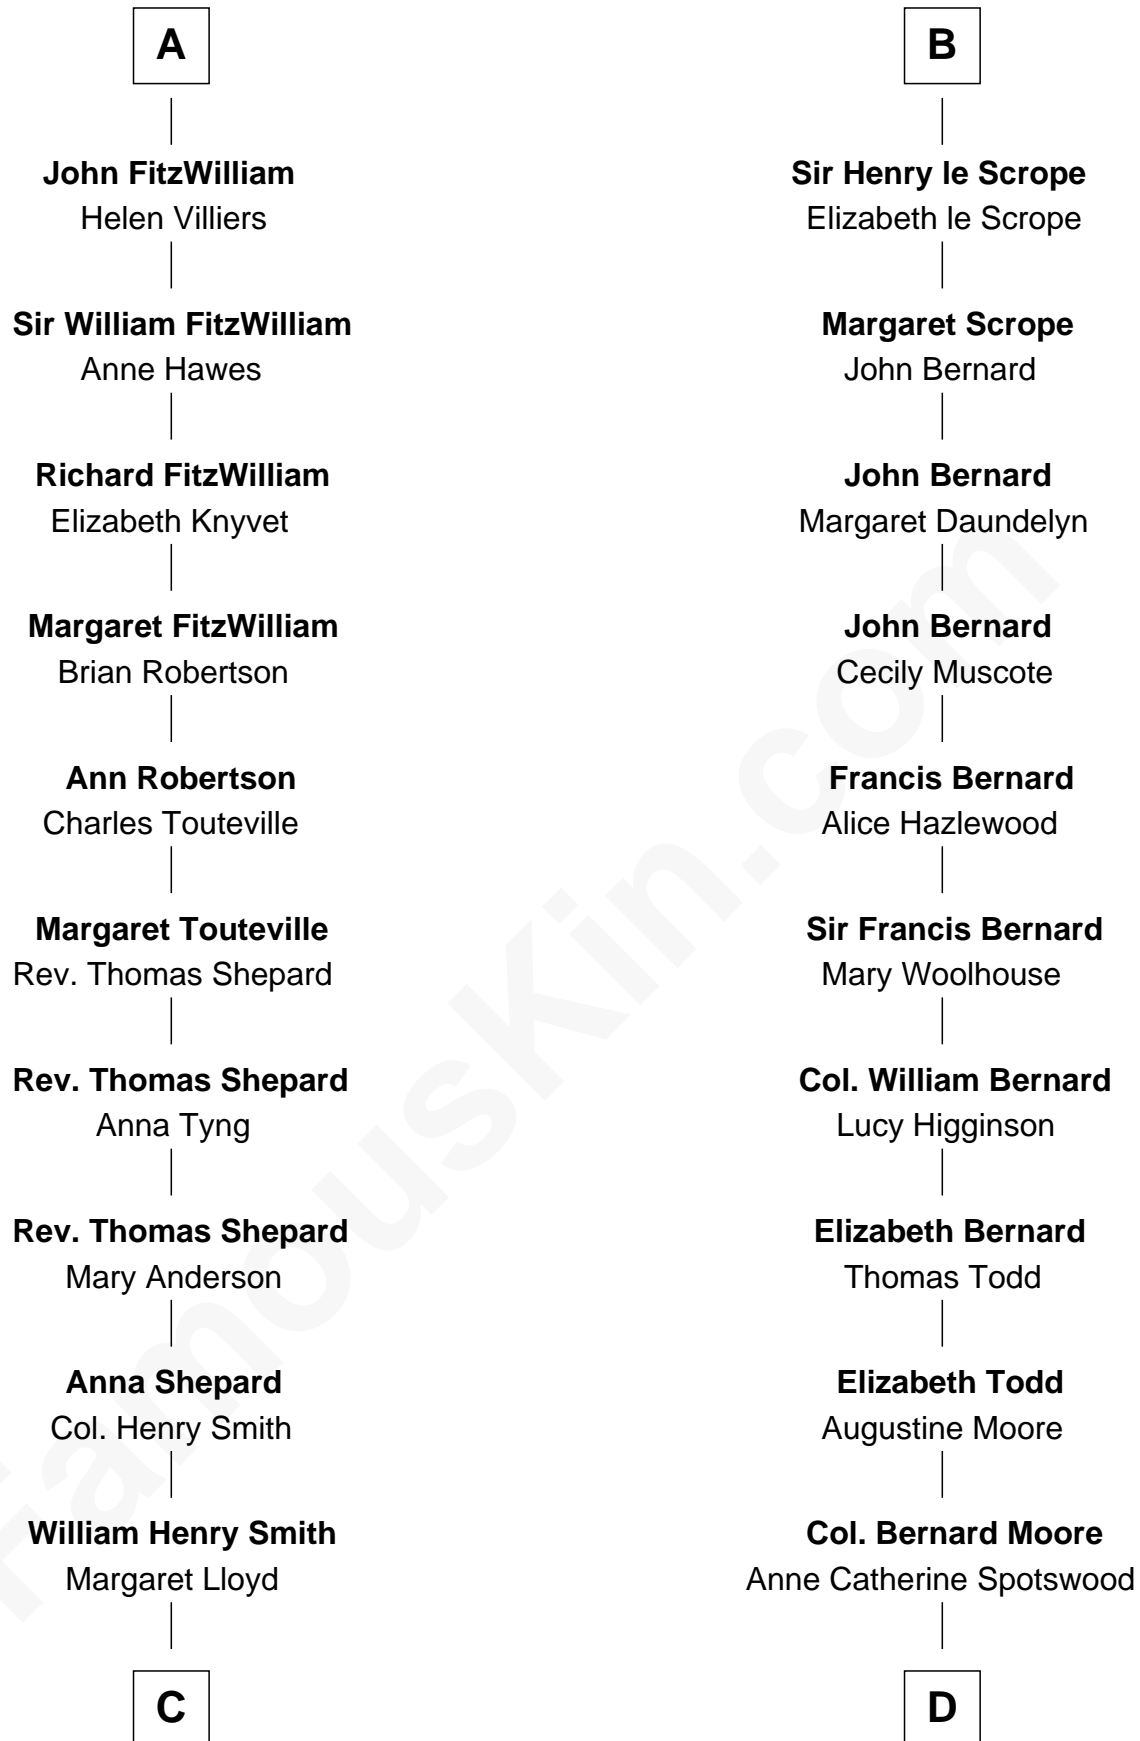 A
John FitzWilliam
Helen Villiers
Sir William FitzWilliam
Anne Hawes
Richard FitzWilliam
Elizabeth Knyvet
Margaret FitzWilliam
Brian Robertson
Ann Robertson
Charles Touteville
Margaret Touteville
Rev. Thomas Shepard
Rev. Thomas Shepard
Anna Tyng
Rev. Thomas Shepard
Mary Anderson
Anna Shepard
Col. Henry Smith
William Henry Smith
Margaret Lloyd
C
B
Sir Henry le Scrope
Elizabeth le Scrope
Margaret Scrope
John Bernard
John Bernard
Margaret Daundelyn
John Bernard
Cecily Muscote
Francis Bernard
Alice Hazlewood
Sir Francis Bernard
Mary Woolhouse
Col. William Bernard
Lucy Higginson
Elizabeth Bernard
Thomas Todd
Elizabeth Todd
Augustine Moore
Col. Bernard Moore
Anne Catherine Spotswood
D
FamousKin.com